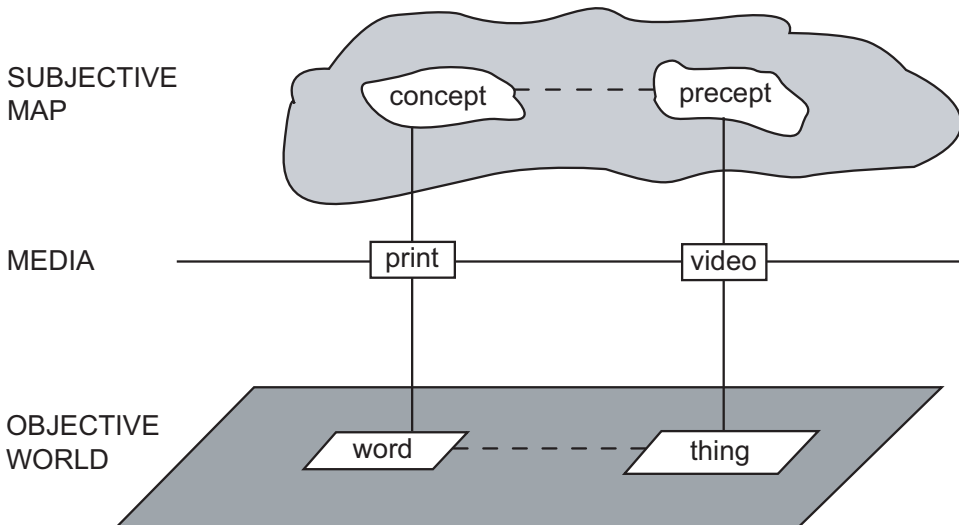 SUBJECTIVE
MAP
concept
precept
MEDIA
print
video
OBJECTIVE
WORLD
word
thing